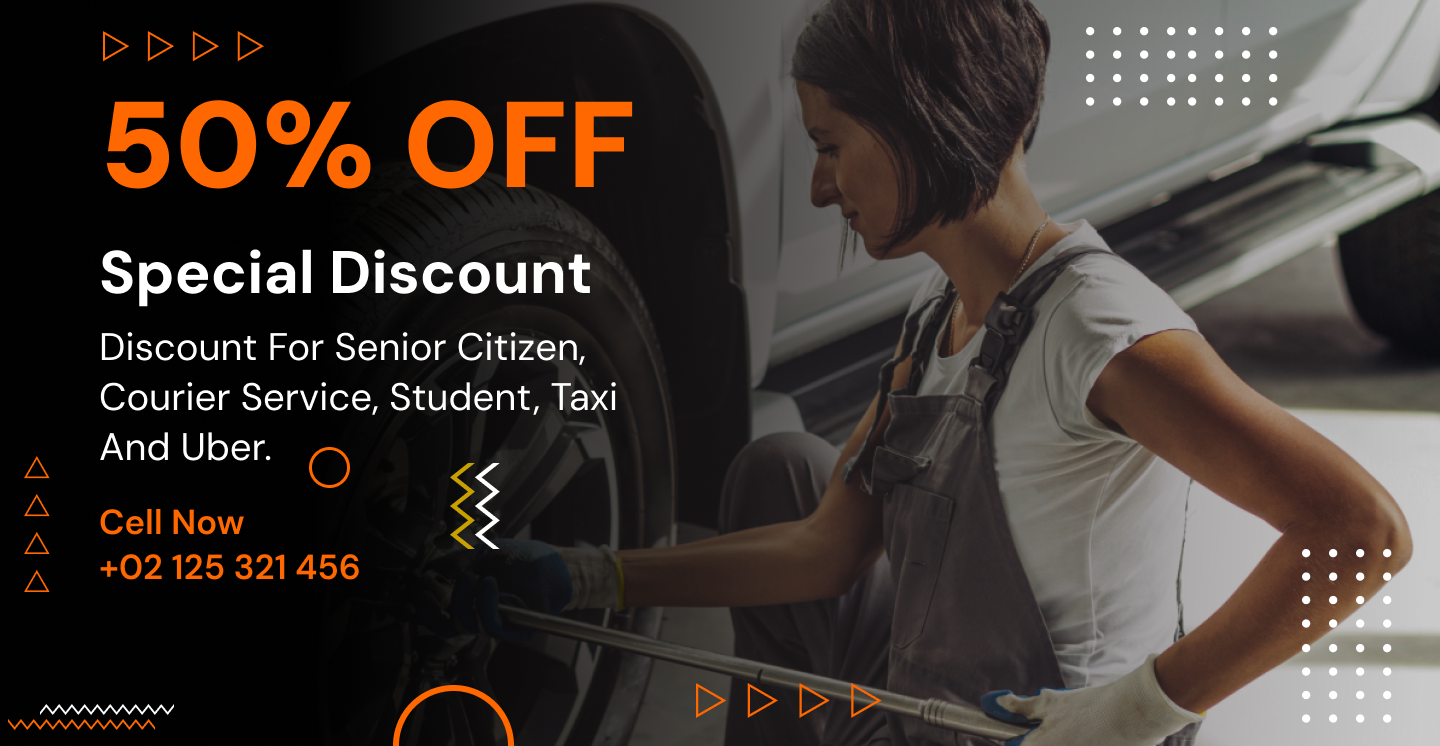 50% OFF
Special Discount
Discount For Senior Citizen,
Courier Service, Student, Taxi
And Uber.
Cell Now
+02 125 321 456